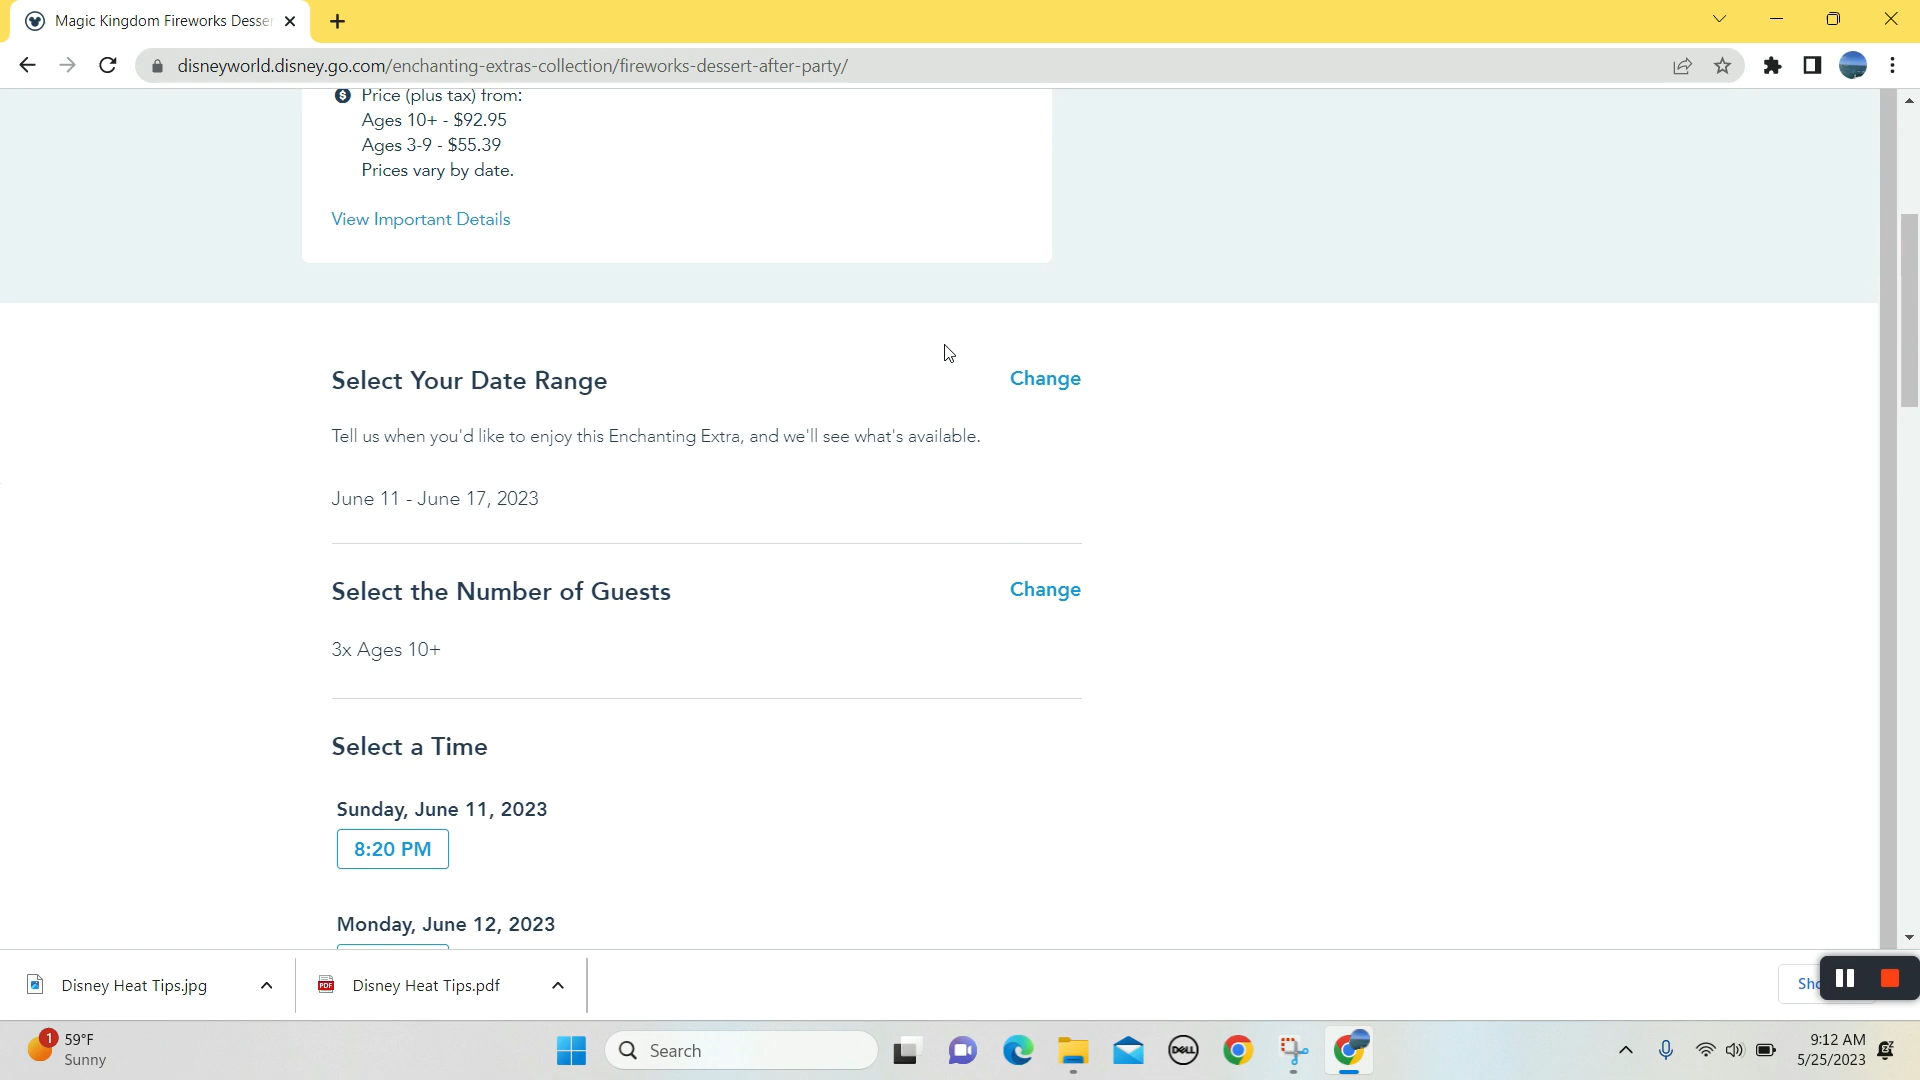 Magic Kingdom Fireworks Desse
disneyworld.disney.go.com/enchanting-extras-collection/fireworks-dessert-after-party/
Price (plus tax) from:
Ages 10+ - $92.95
Ages 3-9 - $55.39
Prices vary by date.
View Important Details
Select Your Date Range
Change
Tell us when you'd like to enjoy this Enchanting Extra, and we'll see what's available.
June 11 - June 17, 2023
Select the Number of Guests
Change
3x Ages 10+
Select a Time
Sunday, June 11, 2023
8:20 PM
Monday, June 12, 2023
Disney Heat Tips.jpg
PDF
Disney Heat Tips.pdf
Sho
1
59°F
Sunny
Search
DELL
9:12 AM
5/25/2023